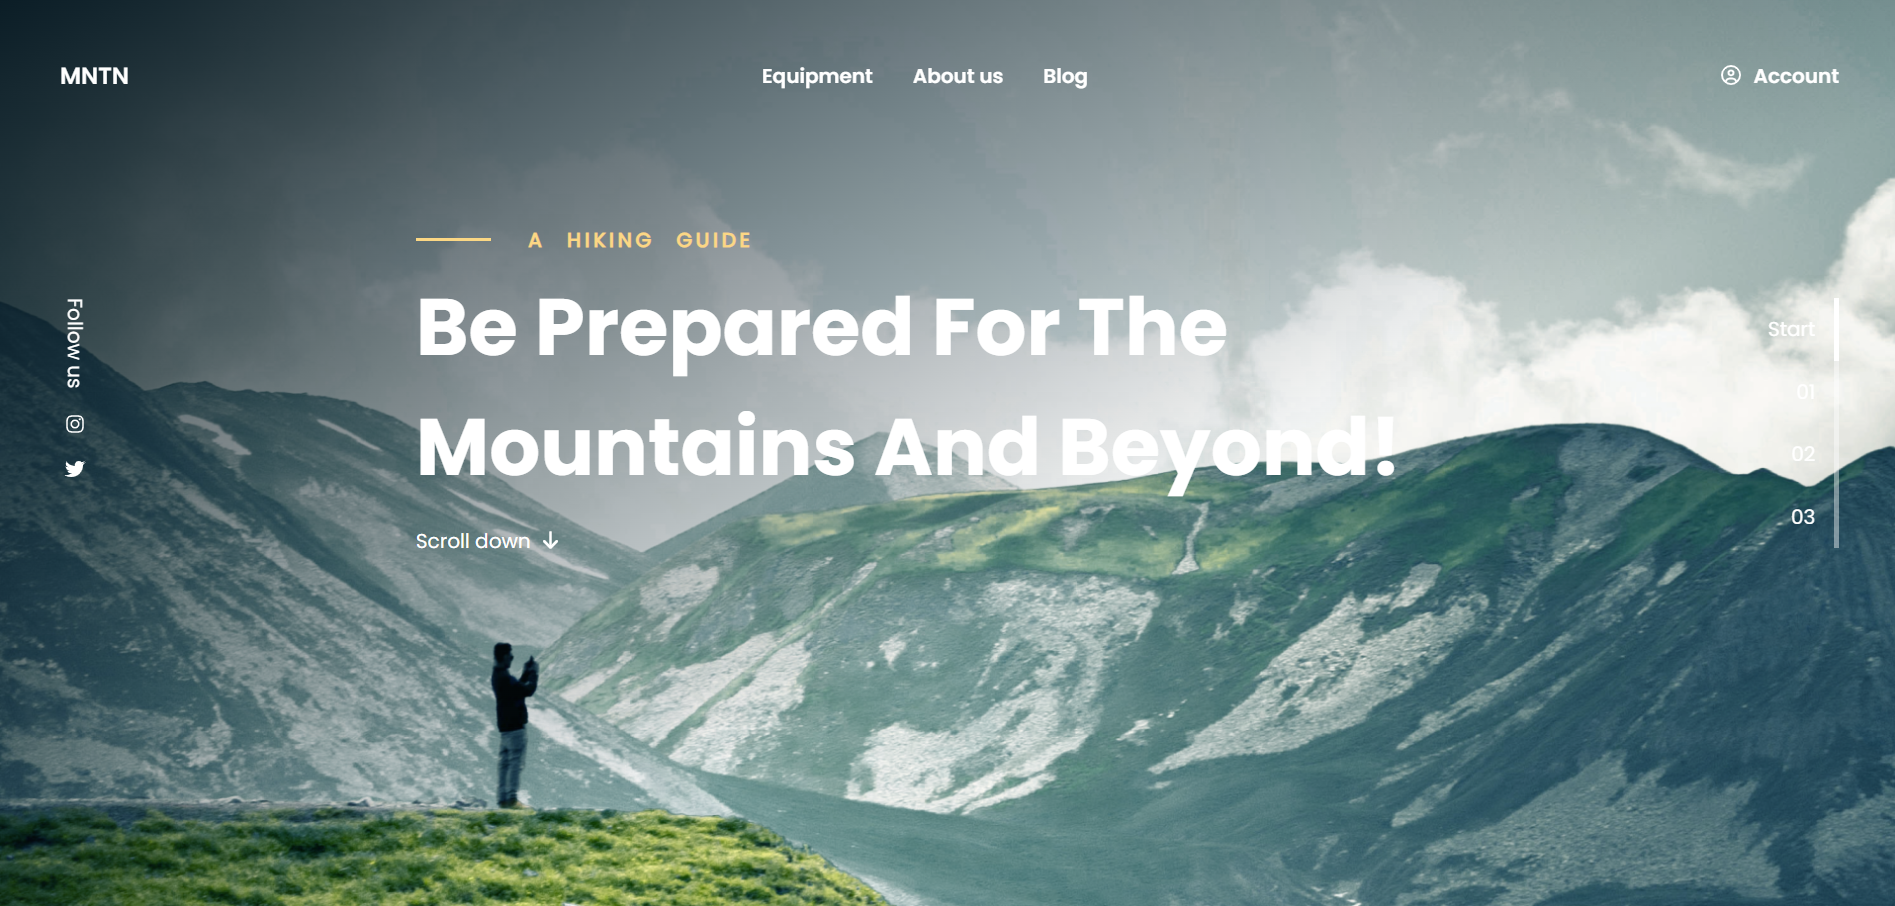 MNTN
Equipment
About us
Blog
Account
A HIKING GUIDE
Be Prepared For The
Mountains And Beyond!
Scroll down
Follow us
Start
01
02
03